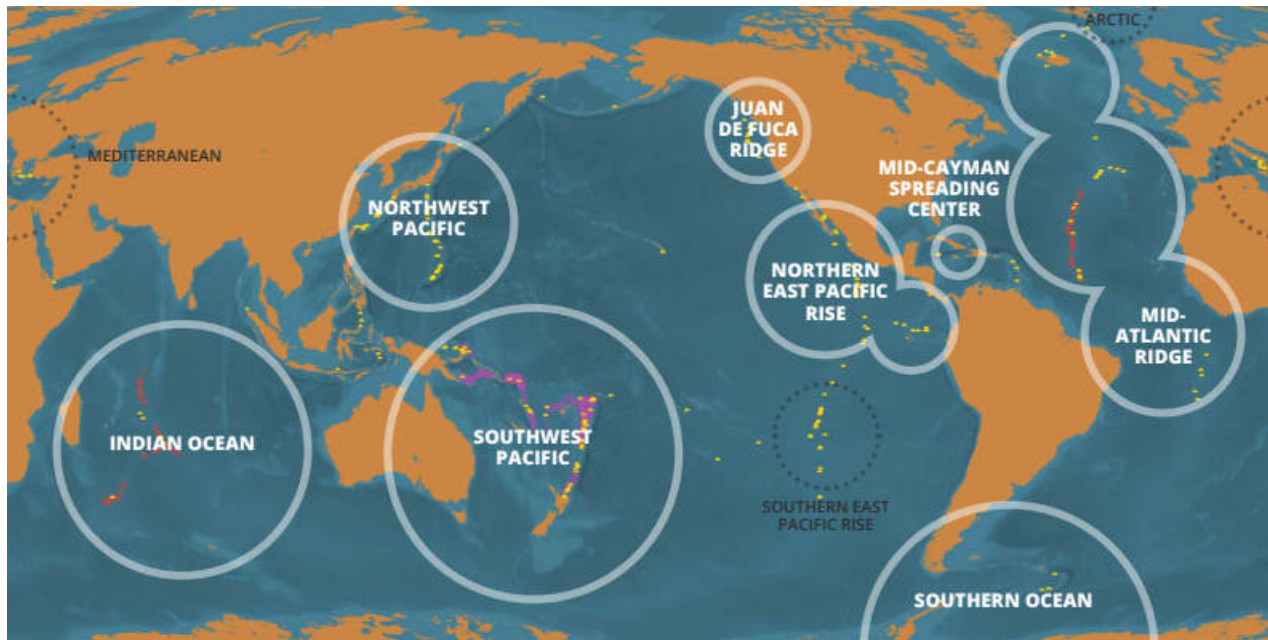 ARCTIC
JUAN
DE FUCA
RIDGE
MEDITERRANEAN
MID-CAYMAN
SPREADING
CENTER
NORTHWEST
PACIFIC
NORTHERN
EAST PACIFIC
RISE
MID-
ATLANTIC
RIDGE
INDIAN OCEAN
SOUTHWEST
PACIFIC
SOUTHERN EAST
PACIFIC RISE
SOUTHERN OCEAN